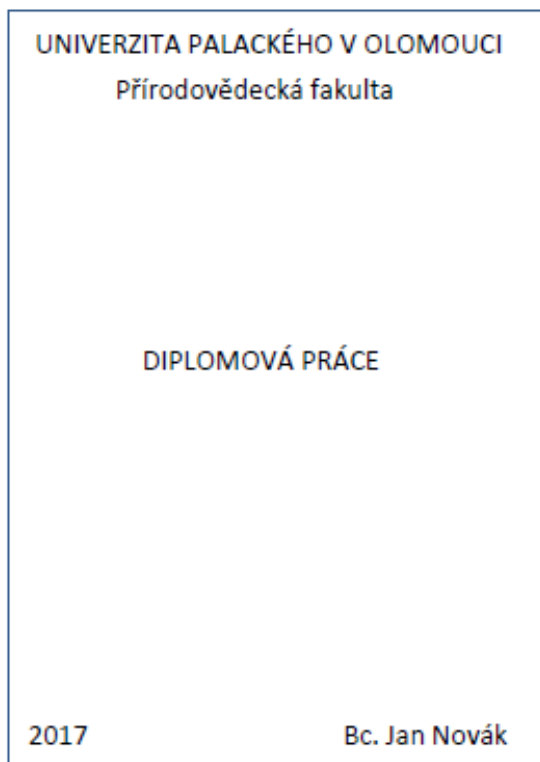 UNIVERZITA PALACKÉHO V OLOMOUCI
Přírodovědecká fakulta
DIPLOMOVÁ PRÁCE
2017 Bc. Jan Novák